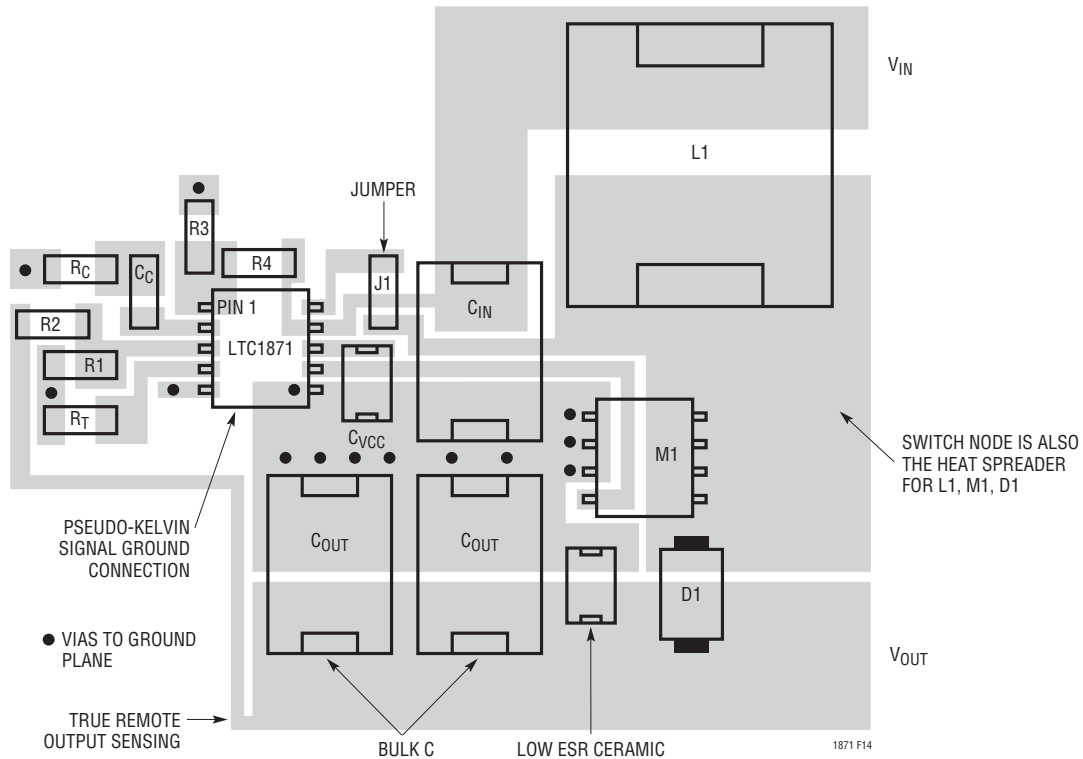 V_IN
L1
JUMPER
R3
R_C
C_C
R4
J1
C_IN
PIN 1
R2
LTC1871
R1
R_T
C_VCC
M1
SWITCH NODE IS ALSO
THE HEAT SPREADER
FOR L1, M1, D1
PSEUDO-KELVIN
SIGNAL GROUND
CONNECTION
C_OUT
C_OUT
D1
VIAS TO GROUND
PLANE
V_OUT
TRUE REMOTE
OUTPUT SENSING
BULK C
LOW ESR CERAMIC
1871 F14